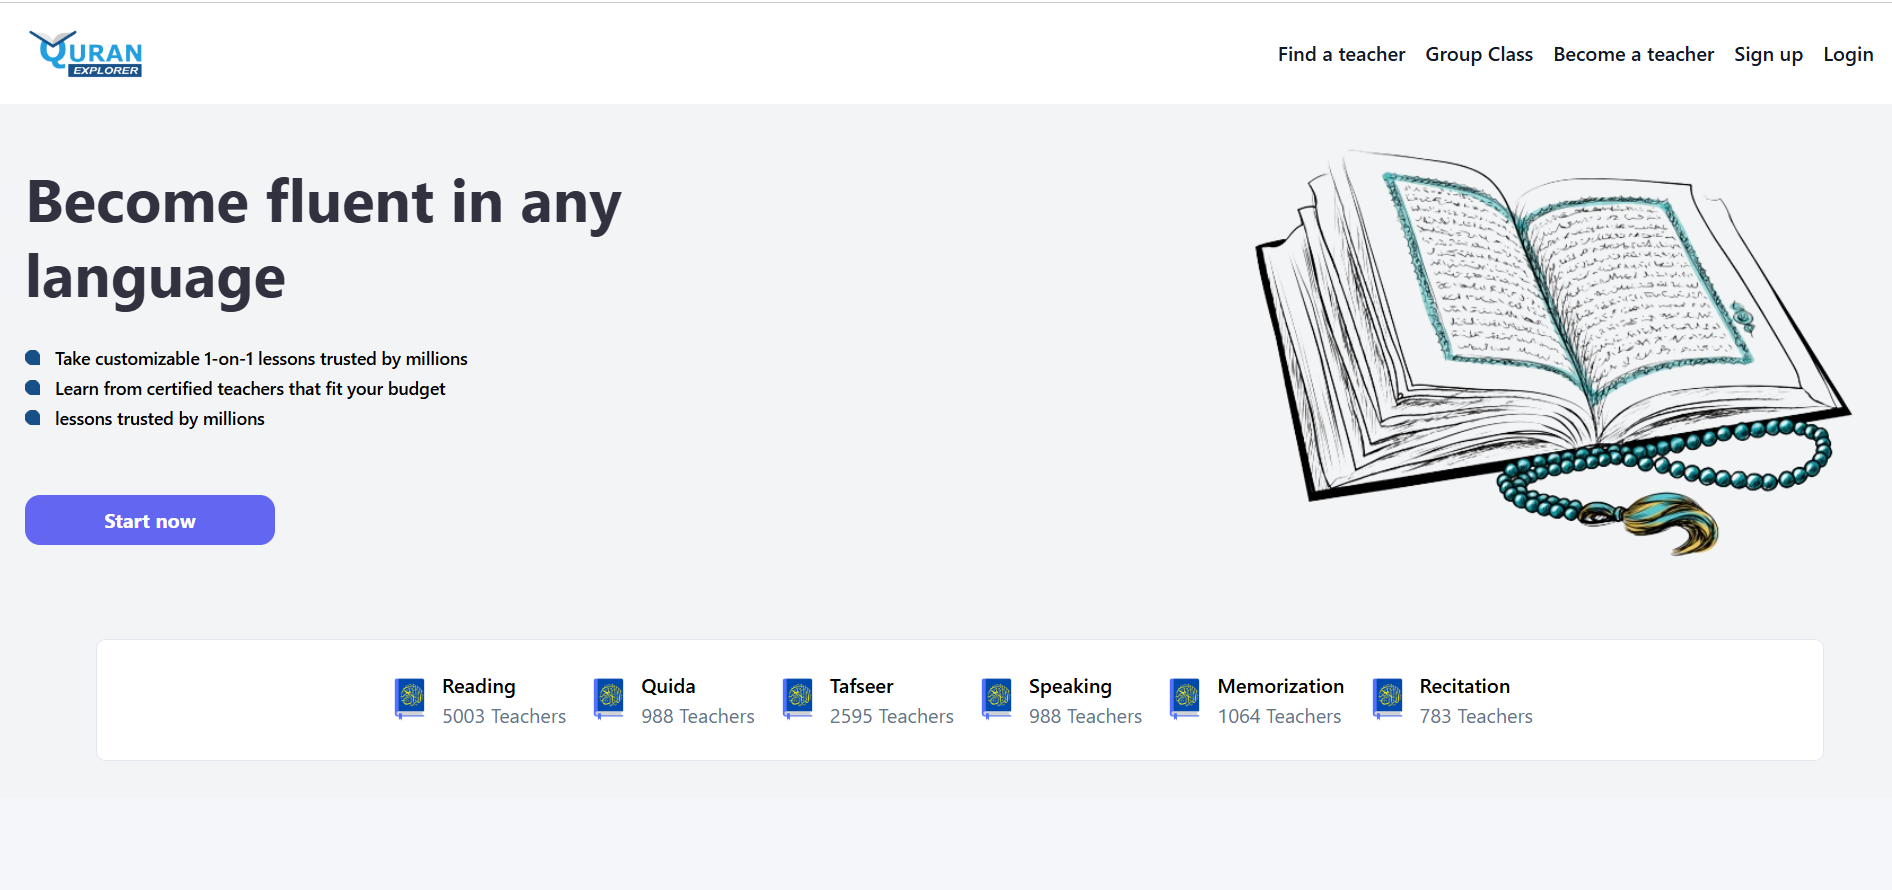 QURAN
EXPLORER
Find a teacher Group Class Become a teacher Sign up Login
Become fluent in any
language
Take customizable 1-on-1 lessons trusted by millions
Learn from certified teachers that fit your budget
lessons trusted by millions
Start now
Reading
5003 Teachers
Quida
988 Teachers
Tafseer
2595 Teachers
Speaking
988 Teachers
Memorization
1064 Teachers
Recitation
783 Teachers